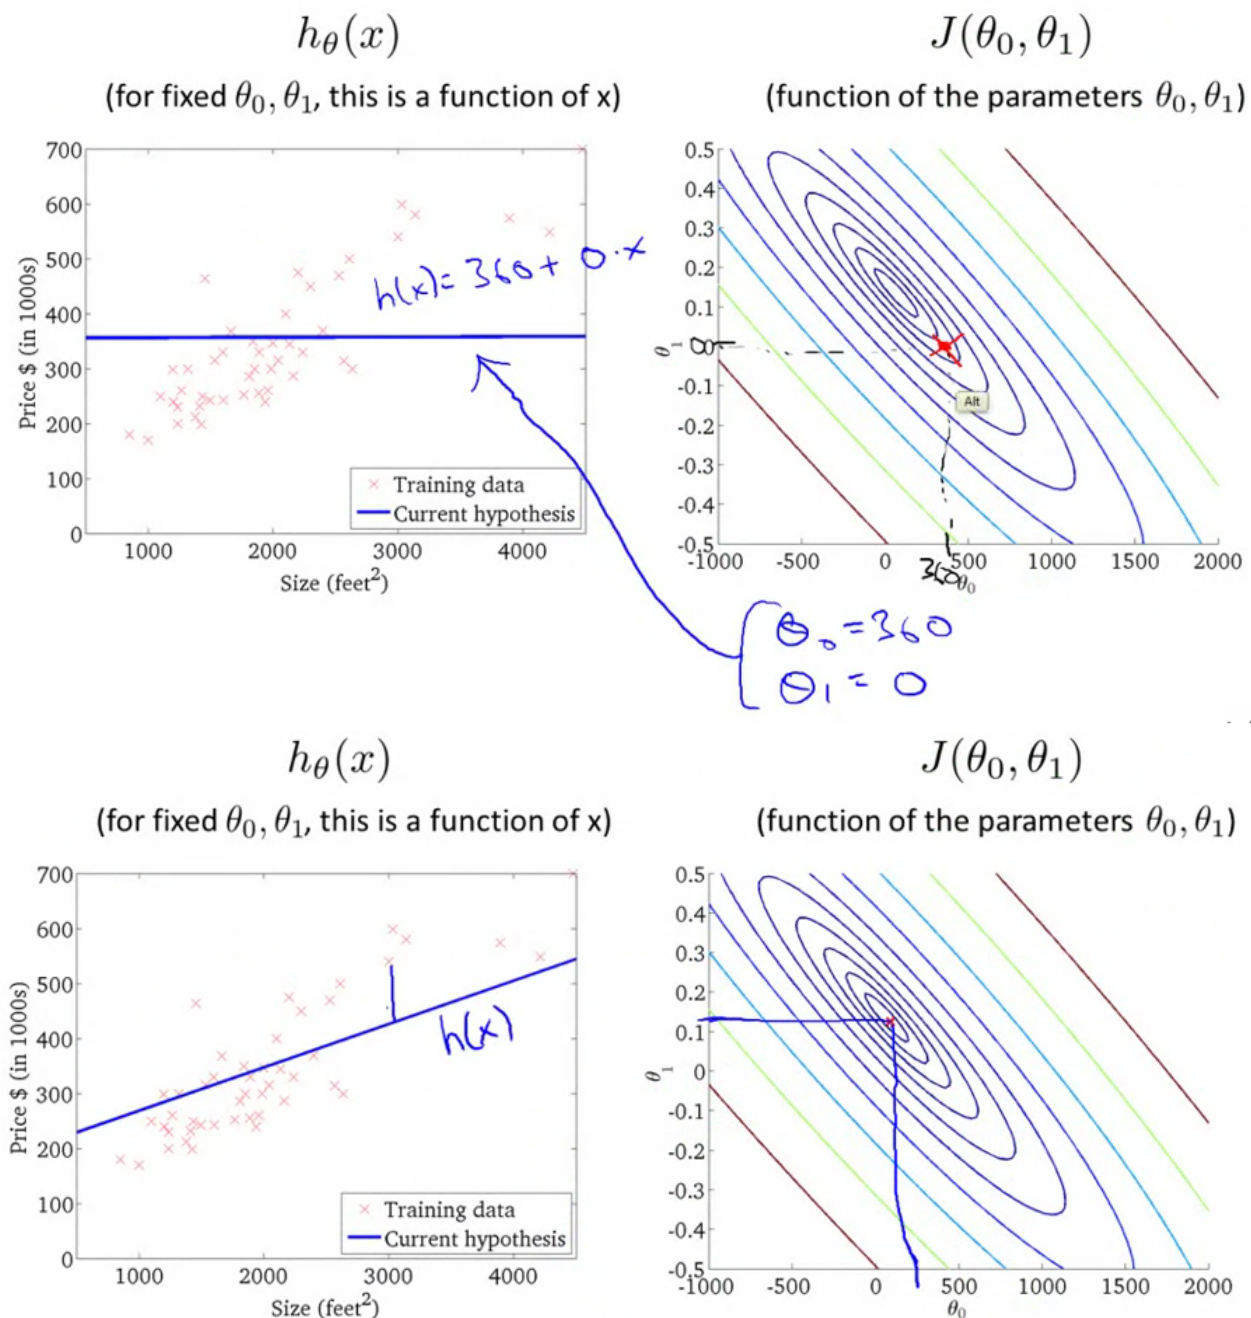 hθ(x)
J(θ0, θ1)
(for fixed θ0, θ1, this is a function of x)
(function of the parameters θ0, θ1)
700
600
500
400
300
200
100
0
Price $ (in 1000s)
h(x) = 360 + 0·x
Training data
Current hypothesis
1000
2000
3000
4000
Size (feet²)
0.5
0.4
0.3
0.2
0.1
0
-0.1
-0.2
-0.3
-0.4
-0.5
θ1
Alt
-1000
-500
0
500
1000
1500
2000
360
θ0
θ0 = 360
θ1 = 0
hθ(x)
J(θ0, θ1)
(for fixed θ0, θ1, this is a function of x)
(function of the parameters θ0, θ1)
700
600
500
400
300
200
100
0
Price $ (in 1000s)
h(x)
Training data
Current hypothesis
1000
2000
3000
4000
Size (feet²)
0.5
0.4
0.3
0.2
0.1
0
-0.1
-0.2
-0.3
-0.4
-0.5
θ1
-1000
-500
0
500
1000
1500
2000
θ0